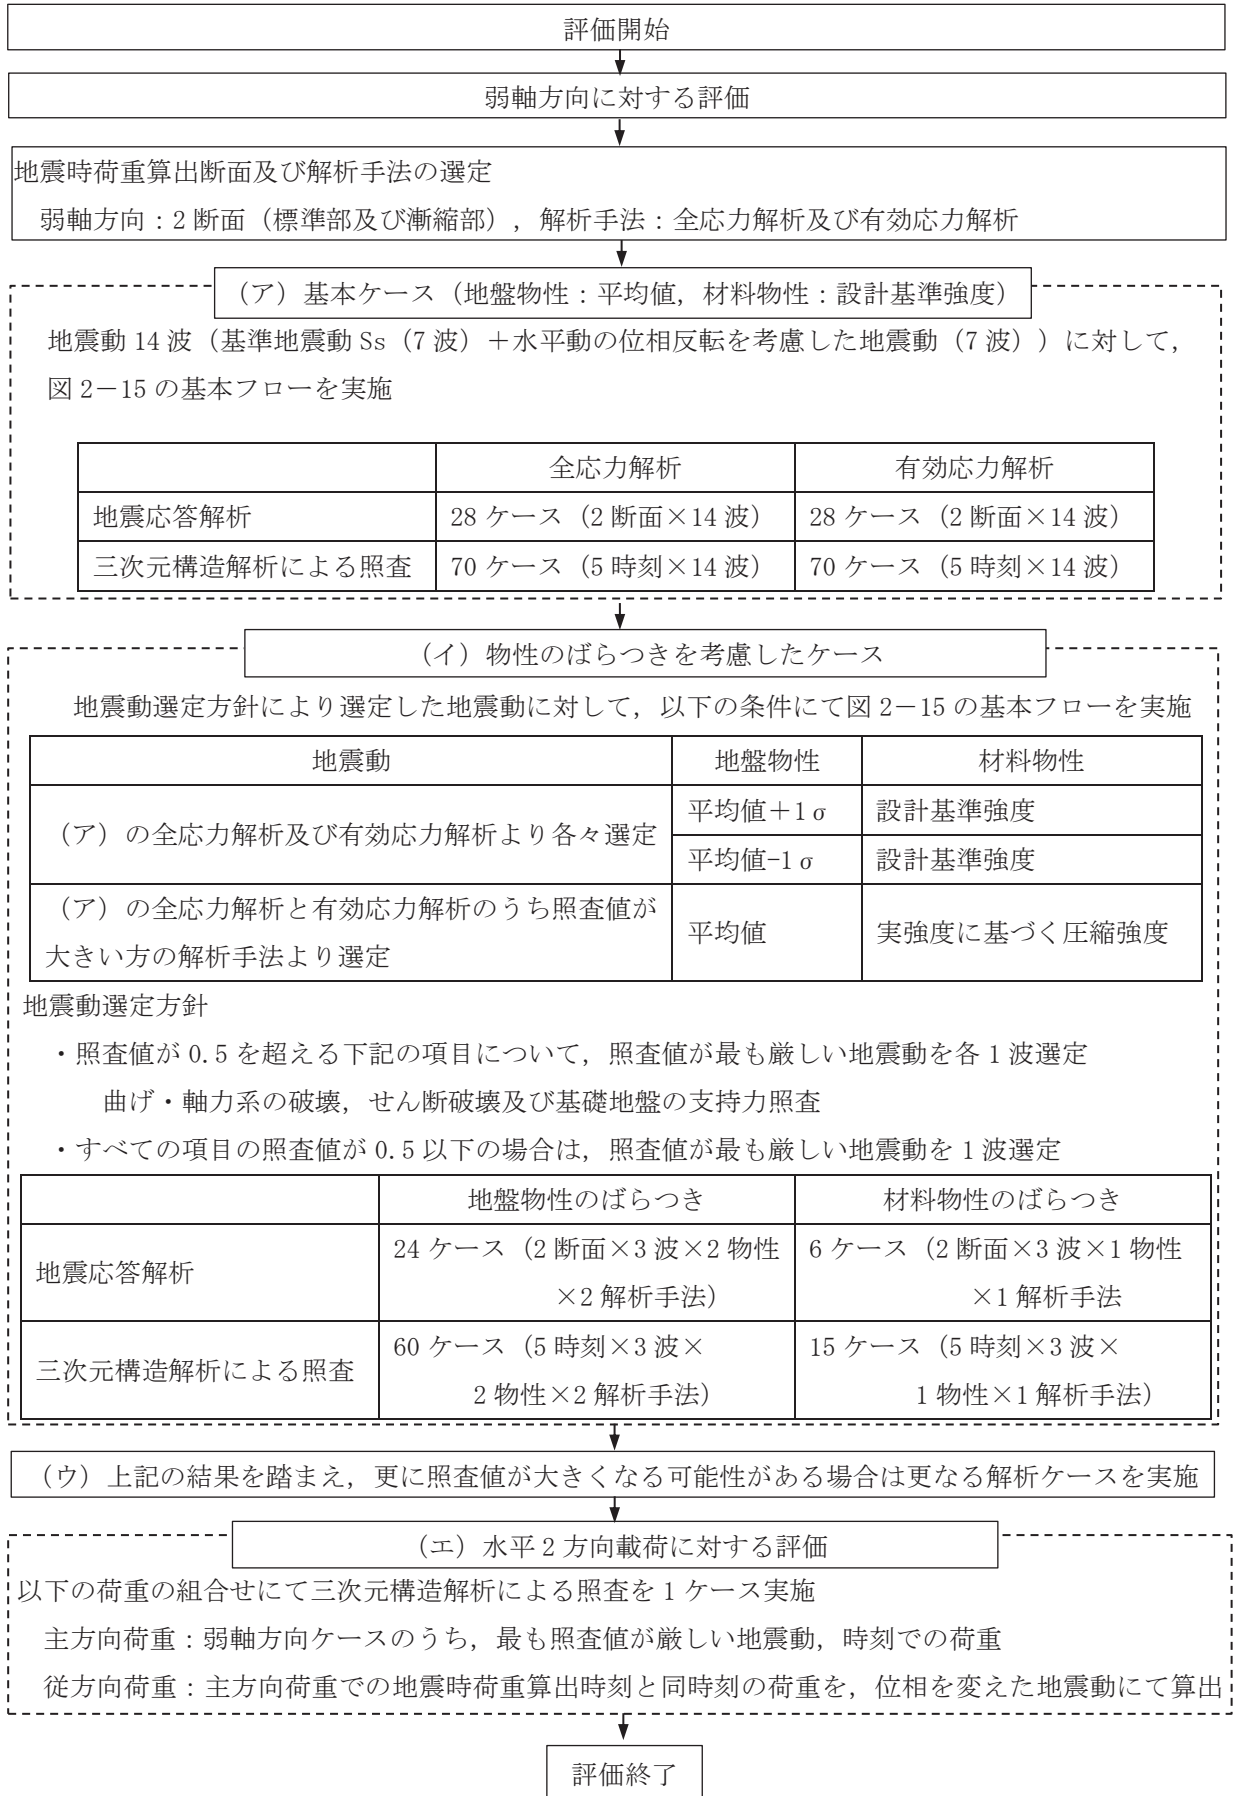 評価開始
弱軸方向に対する評価
地震時荷重算出断面及び解析手法の選定
弱軸方向：2断面（標準部及び漸縮部），解析手法：全応力解析及び有効応力解析
（ア）基本ケース（地盤物性：平均値，材料物性：設計基準強度）
地震動14波（基準地震動Ss（7波）＋水平動の位相反転を考慮した地震動（7波））に対して，
図2－15の基本フローを実施
全応力解析 有効応力解析
地震応答解析 28ケース（2断面×14波） 28ケース（2断面×14波）
三次元構造解析による照査 70ケース（5時刻×14波） 70ケース（5時刻×14波）
（イ）物性のばらつきを考慮したケース
地震動選定方針により選定した地震動に対して，以下の条件にて図2－15の基本フローを実施
地震動 地盤物性 材料物性
（ア）の全応力解析及び有効応力解析より各々選定 平均値＋1σ 設計基準強度
平均値-1σ 設計基準強度
（ア）の全応力解析と有効応力解析のうち照査値が
大きい方の解析手法より選定 平均値 実強度に基づく圧縮強度
地震動選定方針
・照査値が0.5を超える下記の項目について，照査値が最も厳しい地震動を各1波選定
曲げ・軸力系の破壊，せん断破壊及び基礎地盤の支持力照査
・すべての項目の照査値が0.5以下の場合は，照査値が最も厳しい地震動を1波選定
地盤物性のばらつき 材料物性のばらつき
地震応答解析 24ケース（2断面×3波×2物性 6ケース（2断面×3波×1物性
×2解析手法） ×1解析手法
三次元構造解析による照査 60ケース（5時刻×3波× 15ケース（5時刻×3波×
2物性×2解析手法） 1物性×1解析手法）
（ウ）上記の結果を踏まえ，更に照査値が大きくなる可能性がある場合は更なる解析ケースを実施
（エ）水平2方向載荷に対する評価
以下の荷重の組合せにて三次元構造解析による照査を1ケース実施
主方向荷重：弱軸方向ケースのうち，最も照査値が厳しい地震動，時刻での荷重
従方向荷重：主方向荷重での地震時荷重算出時刻と同時刻の荷重を，位相を変えた地震動にて算出
評価終了